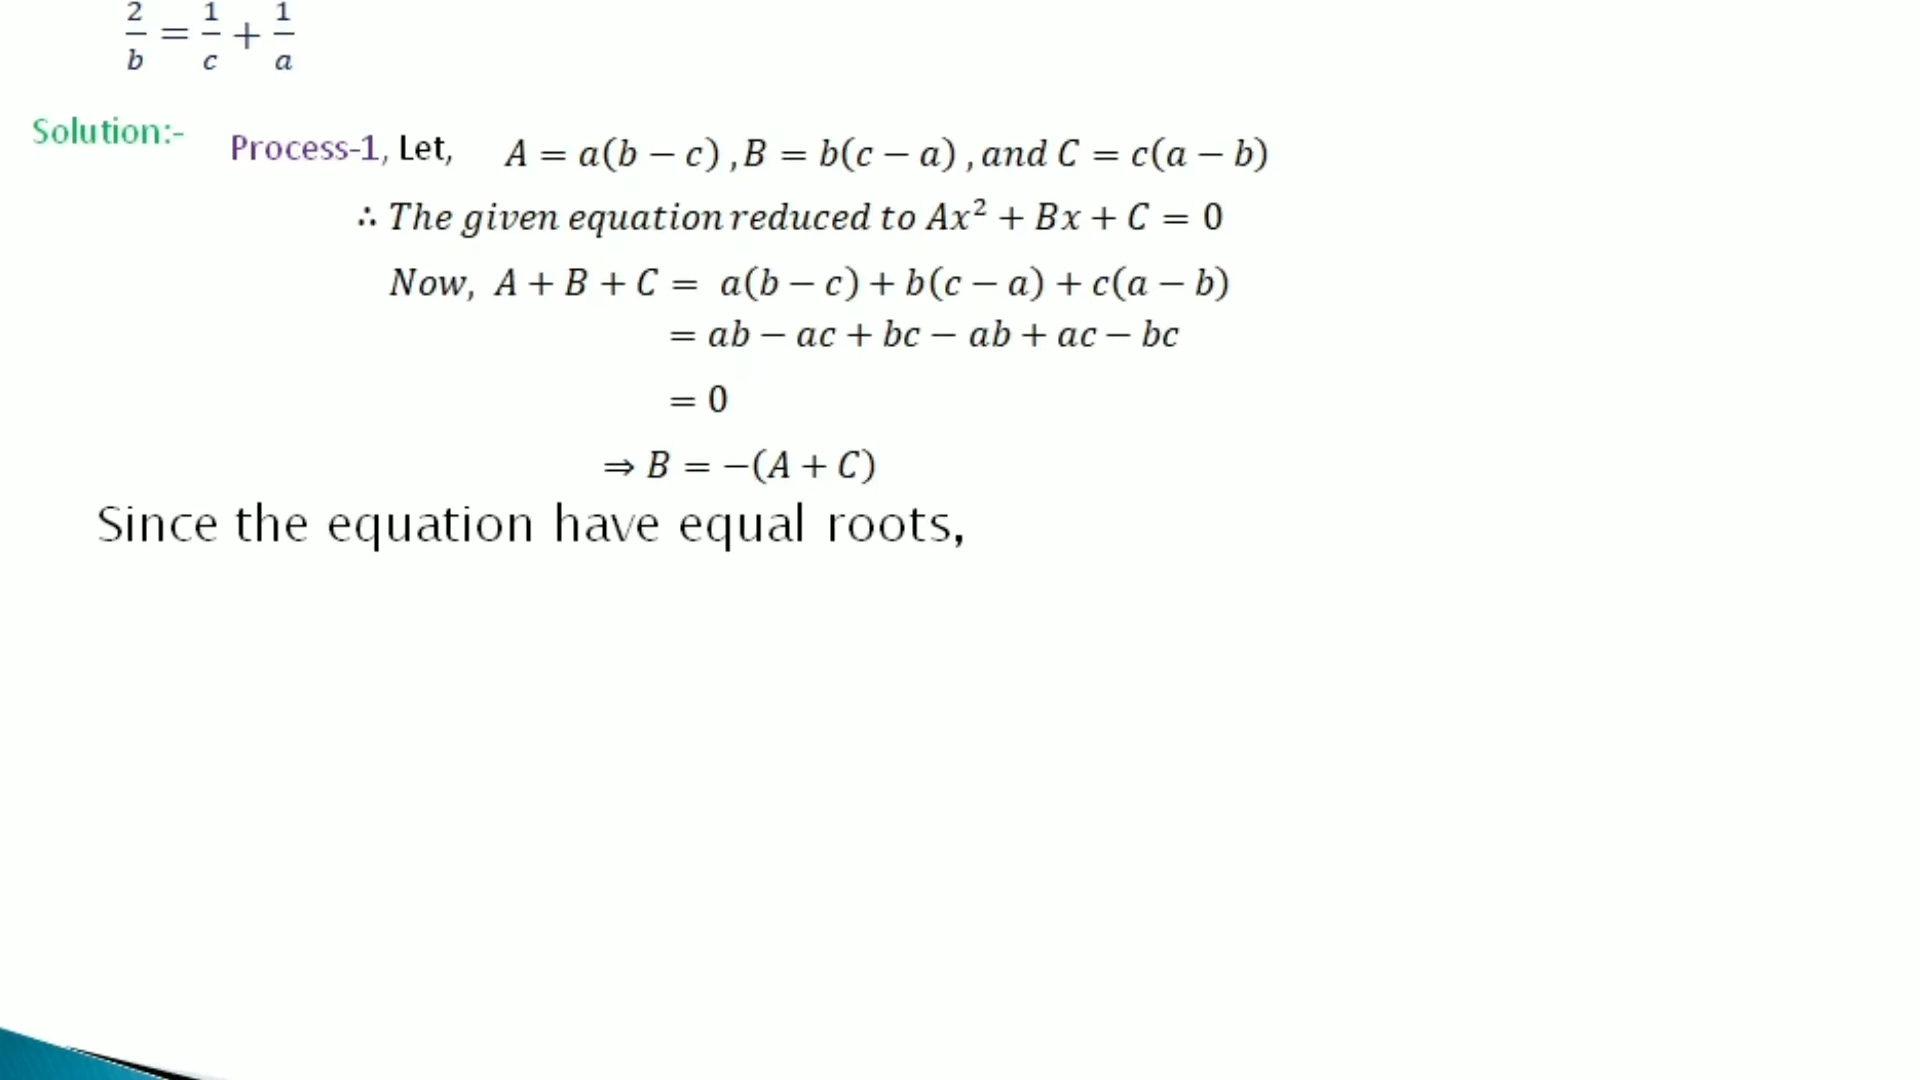 2/b = 1/c + 1/a
Solution:- Process-1, Let, A = a(b − c) , B = b(c − a) , and C = c(a − b)
∴ The given equation reduced to Ax² + Bx + C = 0
Now, A + B + C = a(b − c) + b(c − a) + c(a − b)
= ab − ac + bc − ab + ac − bc
= 0
⇒ B = −(A + C)
Since the equation have equal roots,